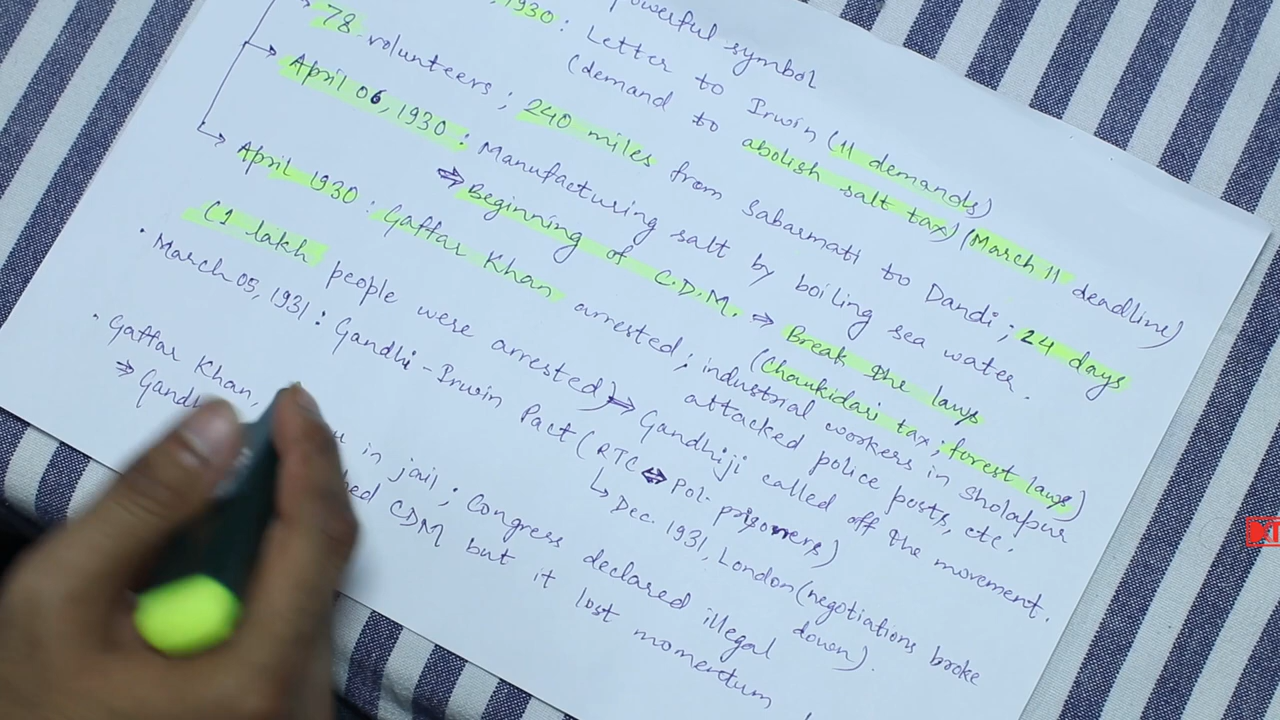 powerful symbol
1930 : Letter to Irwin (11 demands)
(demand to abolish salt tax) (March 11 deadline)
78 volunteers ; 240 miles from Sabarmati to Dandi ; 24 days
April 06, 1930 : Manufacturing salt by boiling sea water.
⇒ Beginning of C.D.M. ⇒ Break the laws
(Chaukidari tax ; forest laws)
April 1930 : Gaffar Khan arrested ; industrial workers in Sholapur
attacked police posts, etc.
(1 lakh people were arrested) ⇒ Gandhiji called off the movement.
• March 05, 1931 : Gandhi-Irwin Pact (RTC ⇔ Pol. prisoners)
↳ Dec. 1931, London (negotiations broke
down).
• Gaffar Khan, in jail ; Congress declared illegal
⇒ CDM but it lost momentum